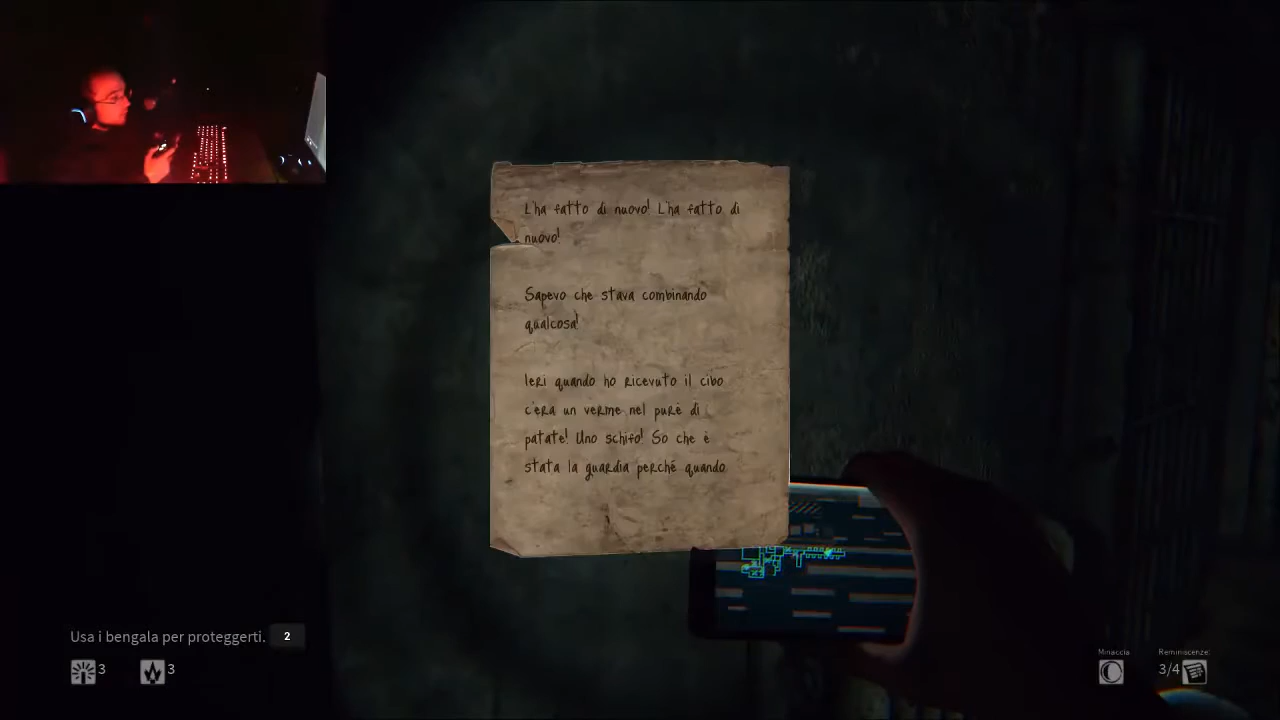 L'ha fatto di nuovo! L'ha fatto di
nuovo!
Sapevo che stava combinando
qualcosa!
Ieri quando ho ricevuto il cibo
c'era un verme nel purè di
patate! Uno schifo! So che è
stata la guardia perché quando
Usa i bengala per proteggerti. 2
3 3
Minaccia
Reminiscenze:
3/4